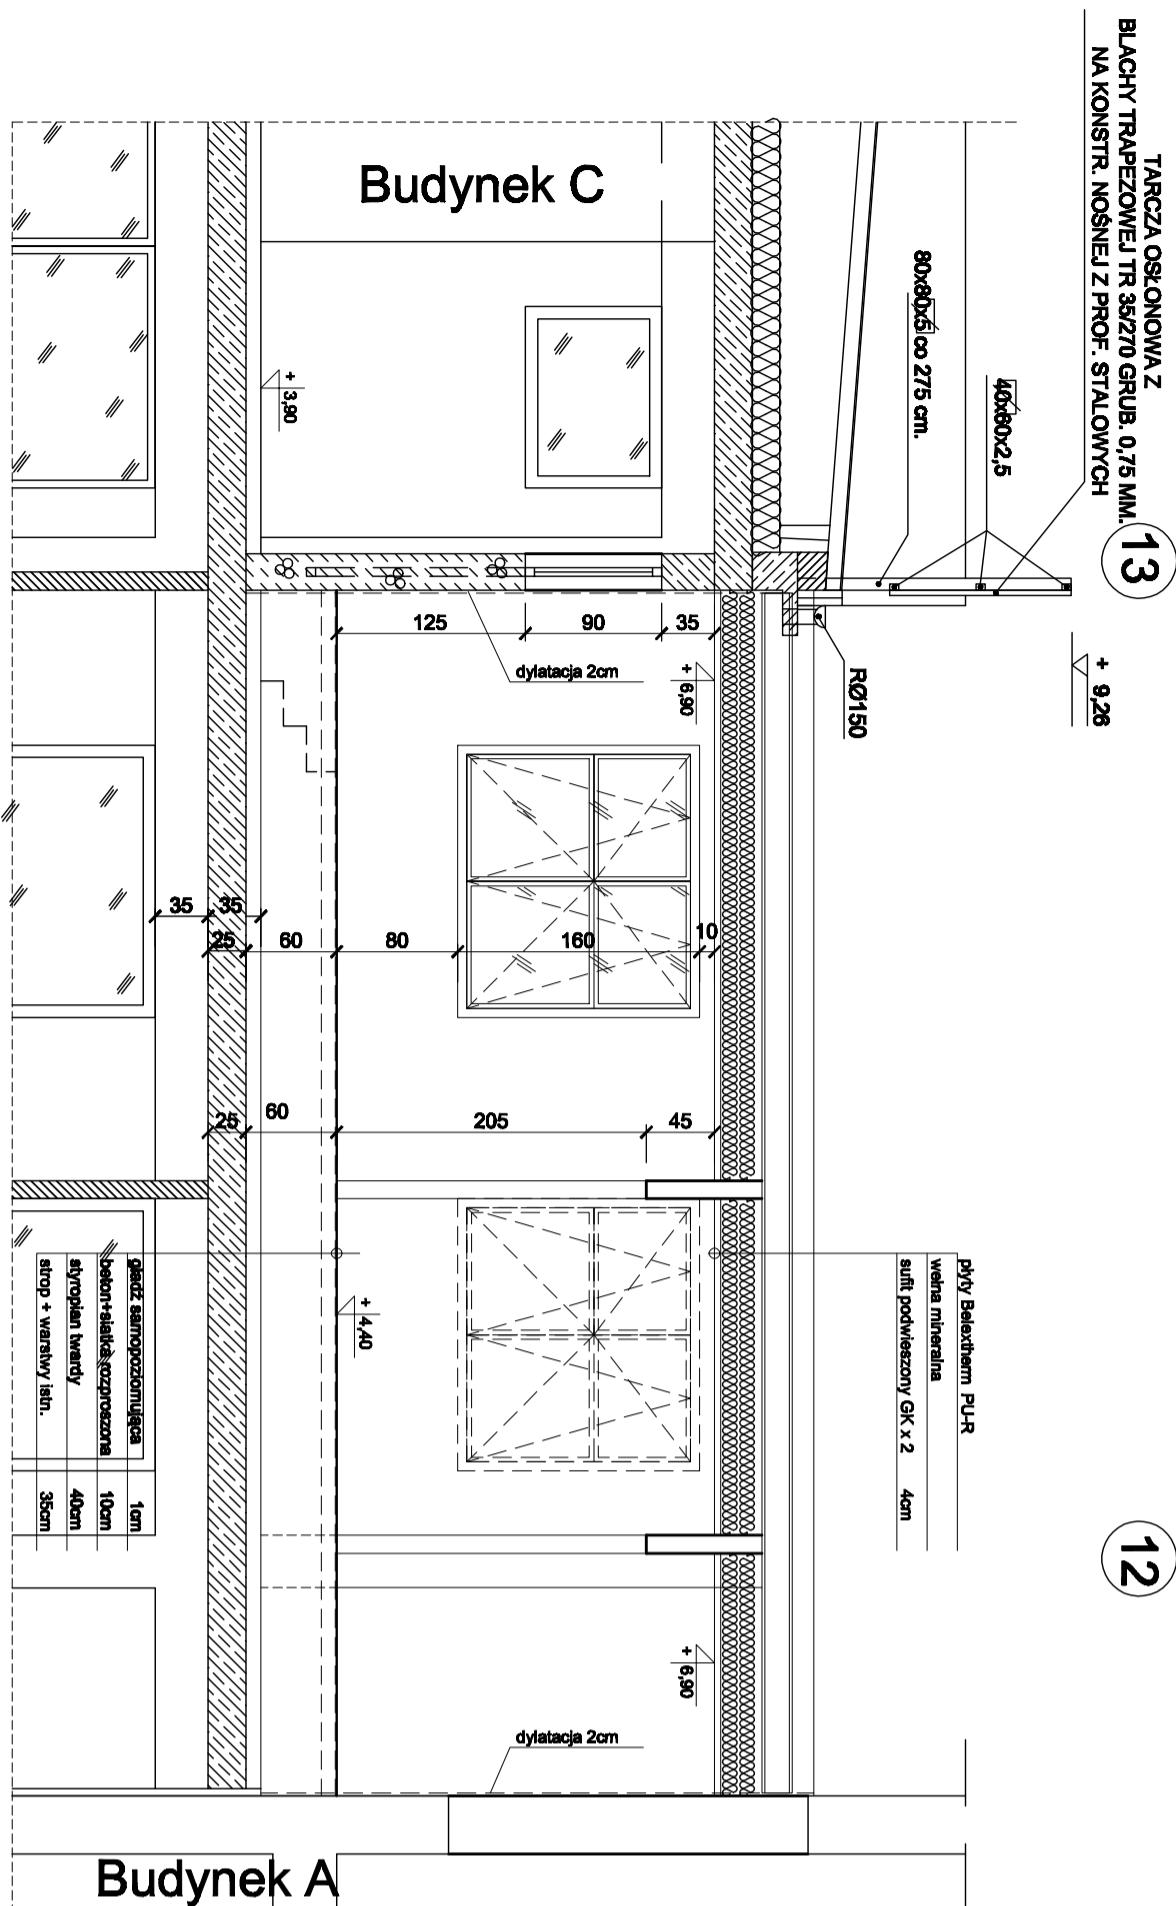 TARCZA OSŁONOWA Z
BLACHY TRAPEZOWEJ TR 35/270 GRUB. 0,75 MM.
NA KONSTR. NOŚNEJ Z PROF. STALOWYCH
13
12
40x60x2,5
80x80x5 co 275 cm.
+ 9,26
RØ150
Budynek C
+ 3,90
125
90
35
dylatacja 2cm
+ 6,90
35
35
25
60
80
160
10
25
60
205
45
płyty Belextherm PU-R
wełna mineralna
sufit podwieszony GK x 2 4cm
+ 4,40
gładź samopoziomująca 1cm
beton+siatka rozproszona 10cm
styropian twardy 40cm
strop + warstwy istn. 35cm
+ 6,90
dylatacja 2cm
Budynek A